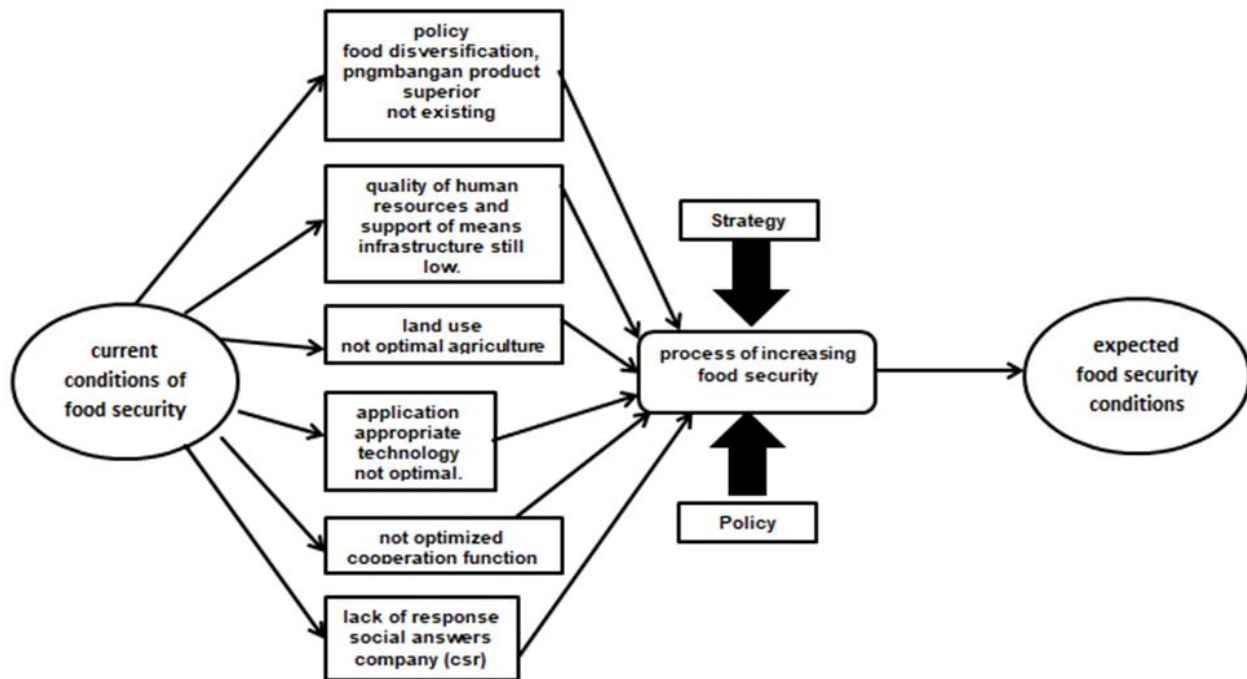 policy
food disversification,
pngmbangan product
superior
not existing
quality of human
resources and
support of means
infrastructure still
low.
land use
not optimal agriculture
application
appropriate
technology
not optimal.
not optimized
cooperation function
lack of response
social answers
company (csr)
current
conditions of
food security
Strategy
process of increasing
food security
Policy
expected
food security
conditions